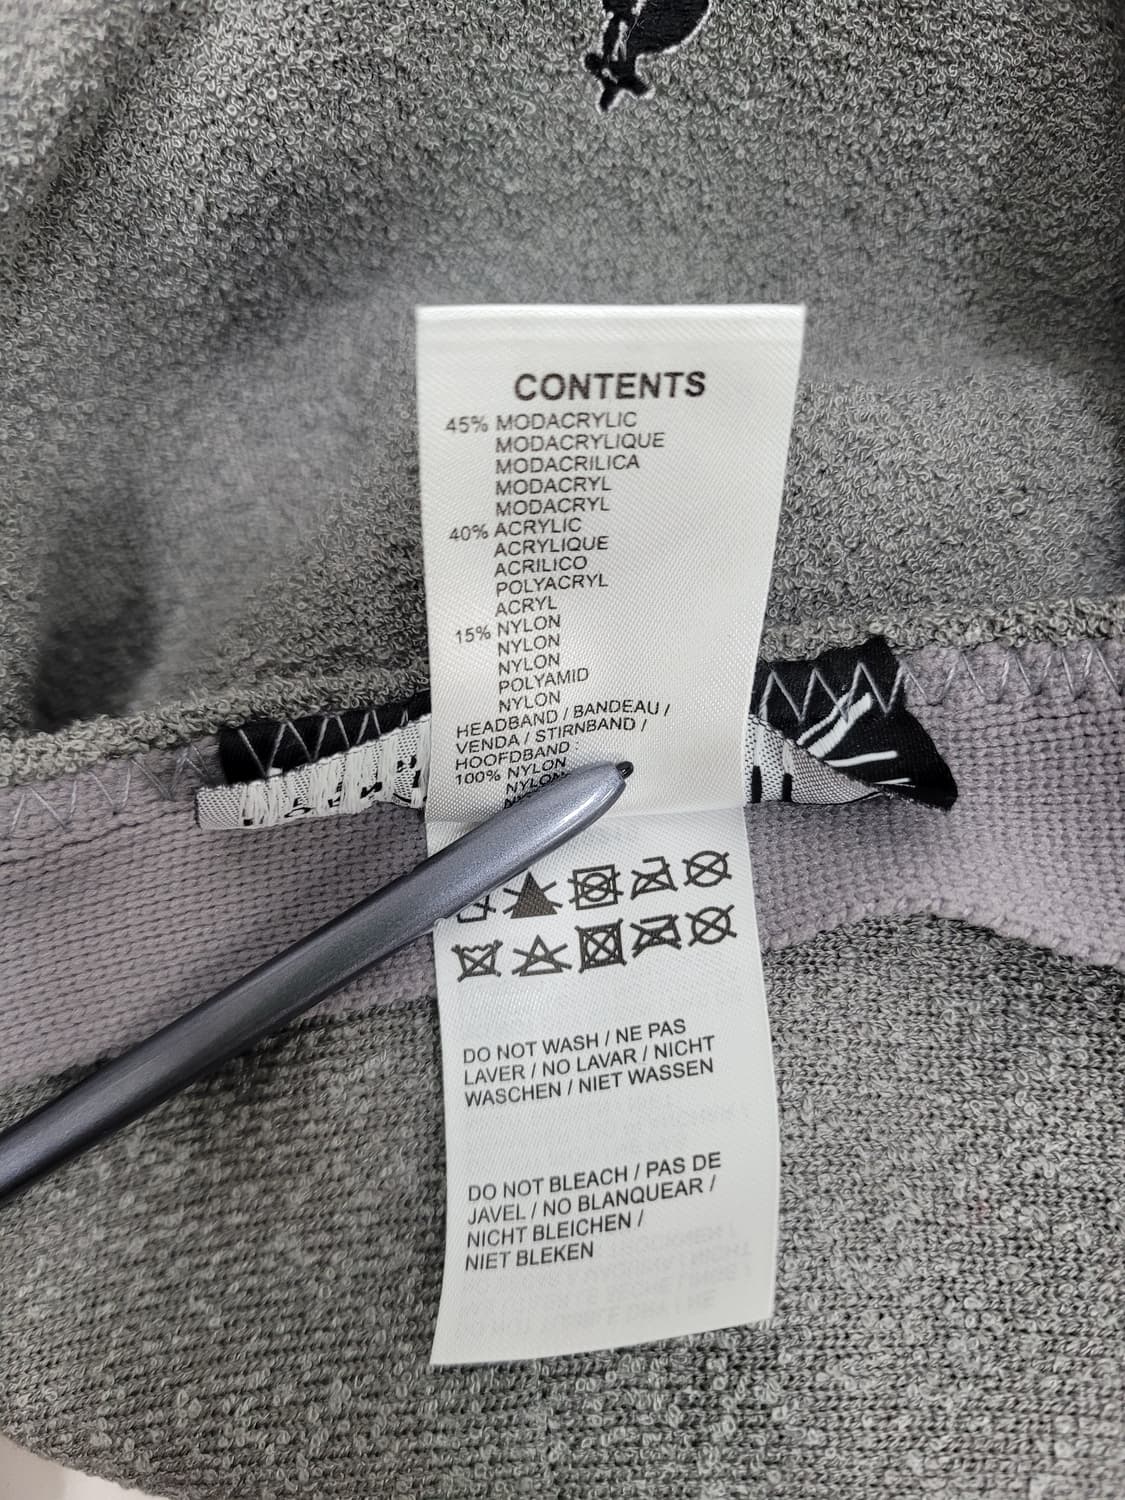 CONTENTS
45% MODACRYLIC
MODACRYLIQUE
MODACRILICA
MODACRYL
MODACRYL
40% ACRYLIC
ACRYLIQUE
ACRILICO
POLYACRYL
ACRYL
15% NYLON
NYLON
NYLON
POLYAMID
NYLON
HEADBAND / BANDEAU /
VENDA / STIRNBAND /
HOOFDBAND :
100% NYLON
NYLON
DO NOT WASH / NE PAS
LAVER / NO LAVAR / NICHT
WASCHEN / NIET WASSEN
DO NOT BLEACH / PAS DE
JAVEL / NO BLANQUEAR /
NICHT BLEICHEN /
NIET BLEKEN